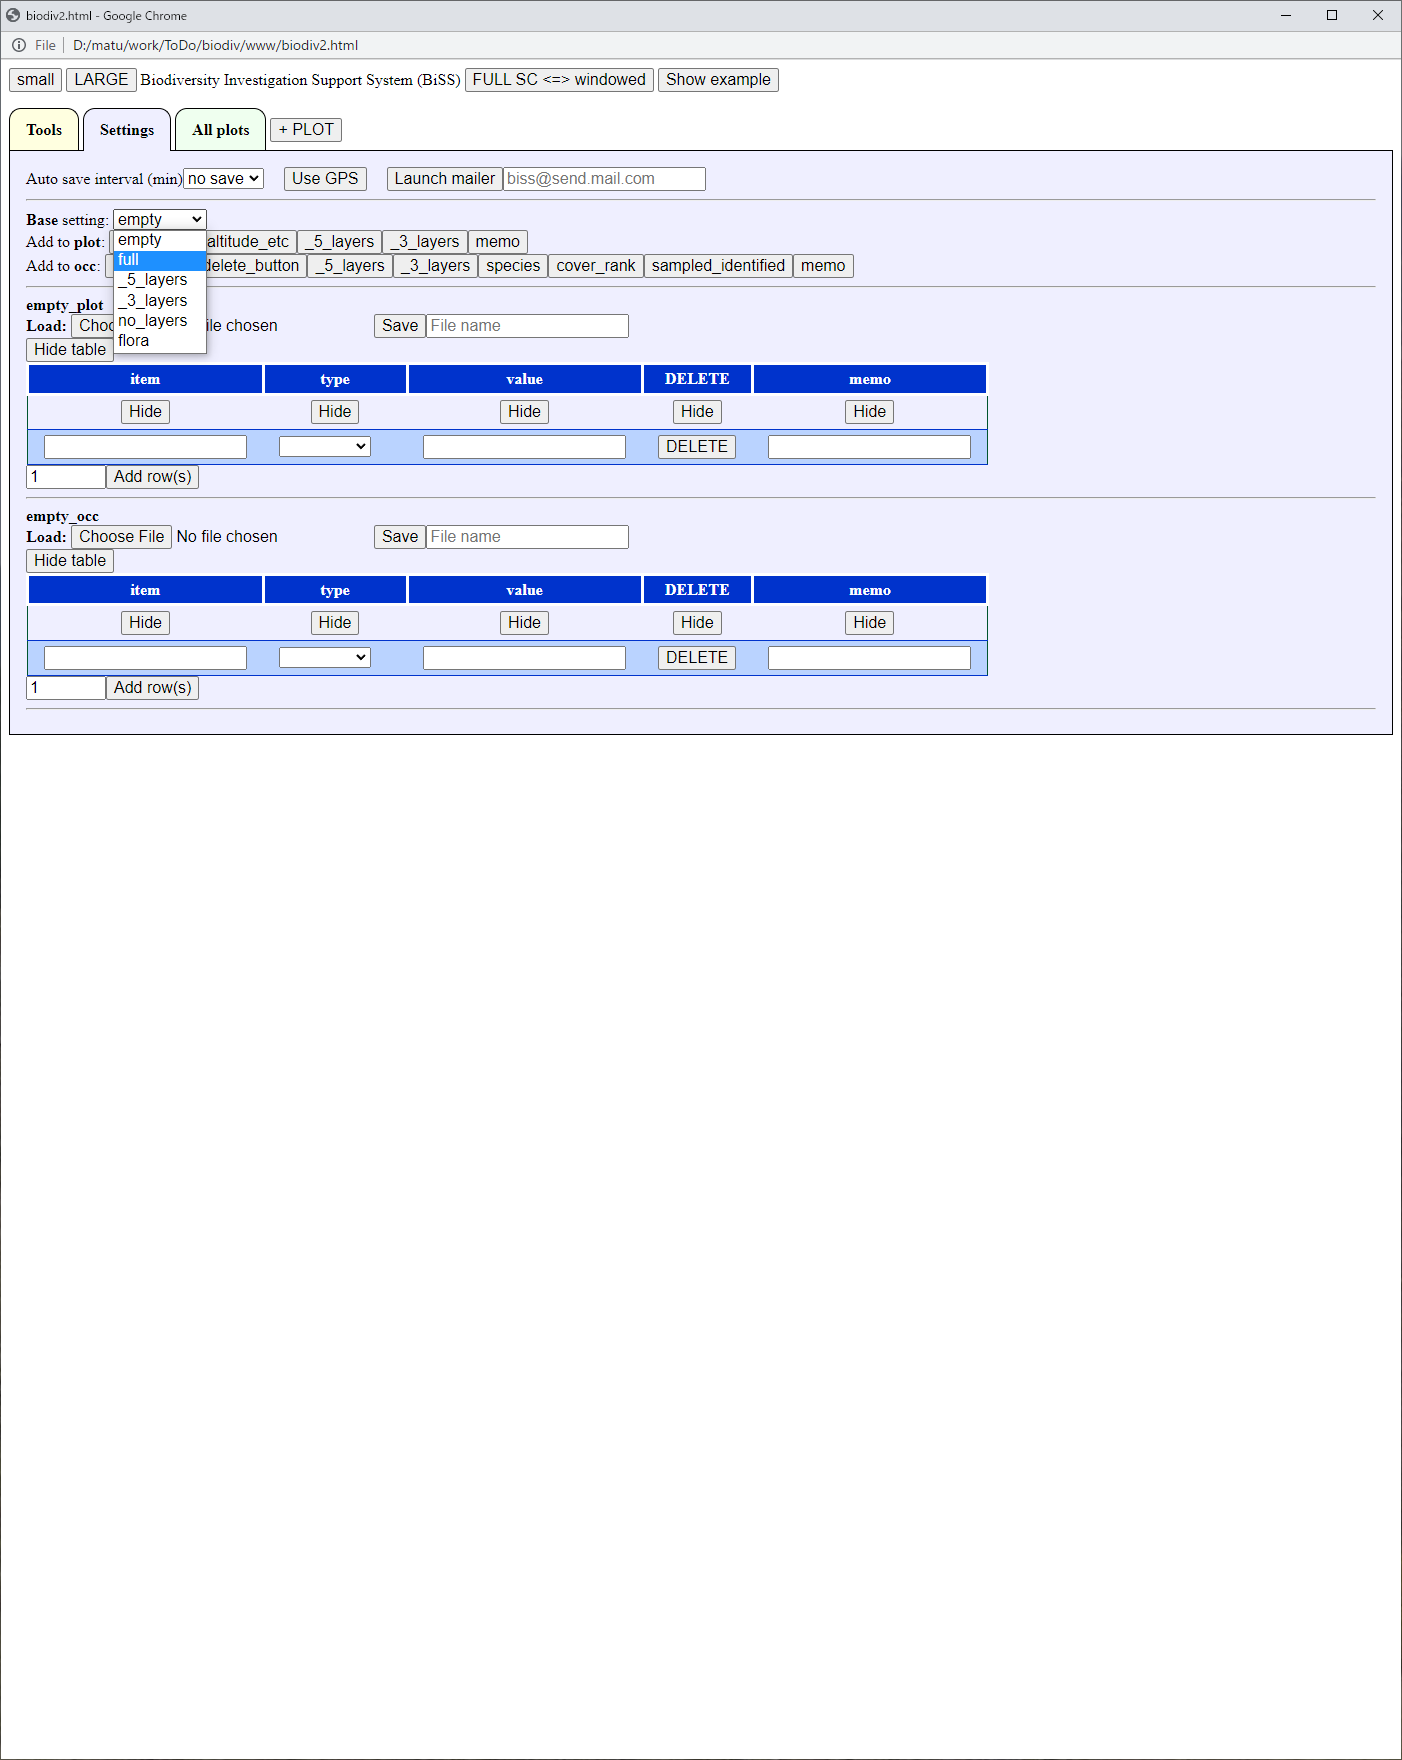 biodiv2.html - Google Chrome
File D:/matu/work/ToDo/biodiv/www/biodiv2.html
small LARGE Biodiversity Investigation Support System (BiSS) FULL SC <=> windowed Show example
Tools Settings All plots + PLOT
Auto save interval (min) no save Use GPS Launch mailer biss@send.mail.com
Base setting: empty
empty
full
_5_layers
_3_layers
no_layers
flora
Add to plot: altitude_etc _5_layers _3_layers memo
Add to occ: delete_button _5_layers _3_layers species cover_rank sampled_identified memo
empty_plot
Load: chosen Save File name
Hide table
item type value DELETE memo
Hide Hide Hide Hide Hide
DELETE
1 Add row(s)
empty_occ
Load: Choose File No file chosen Save File name
Hide table
item type value DELETE memo
Hide Hide Hide Hide Hide
DELETE
1 Add row(s)